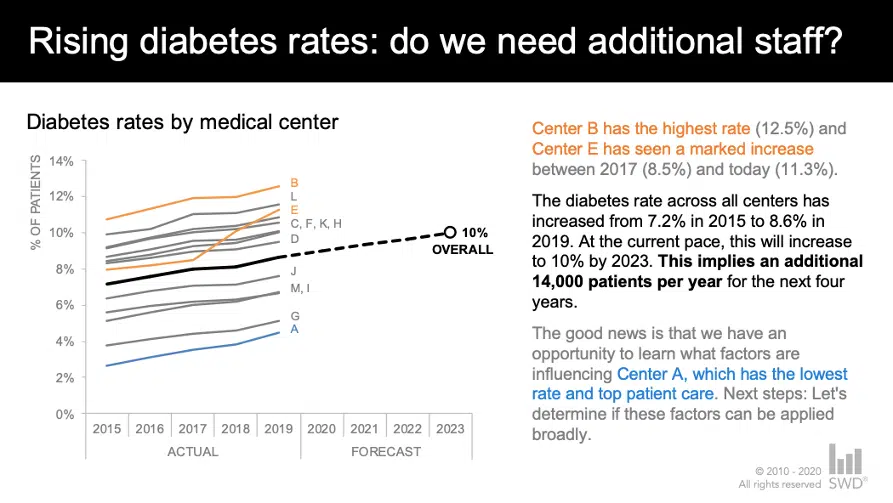 Rising diabetes rates: do we need additional staff?
Diabetes rates by medical center
% OF PATIENTS
14%
12%
10%
8%
6%
4%
2%
0%
B
L
E
C, F, K, H
D
J
M, I
G
A
10%
OVERALL
2015 2016 2017 2018 2019 2020 2021 2022 2023
ACTUAL FORECAST
Center B has the highest rate (12.5%) and
Center E has seen a marked increase
between 2017 (8.5%) and today (11.3%).
The diabetes rate across all centers has
increased from 7.2% in 2015 to 8.6% in
2019. At the current pace, this will increase
to 10% by 2023. This implies an additional
14,000 patients per year for the next four
years.
The good news is that we have an
opportunity to learn what factors are
influencing Center A, which has the lowest
rate and top patient care. Next steps: Let's
determine if these factors can be applied
broadly.
© 2010 - 2020
All rights reserved
SWD®